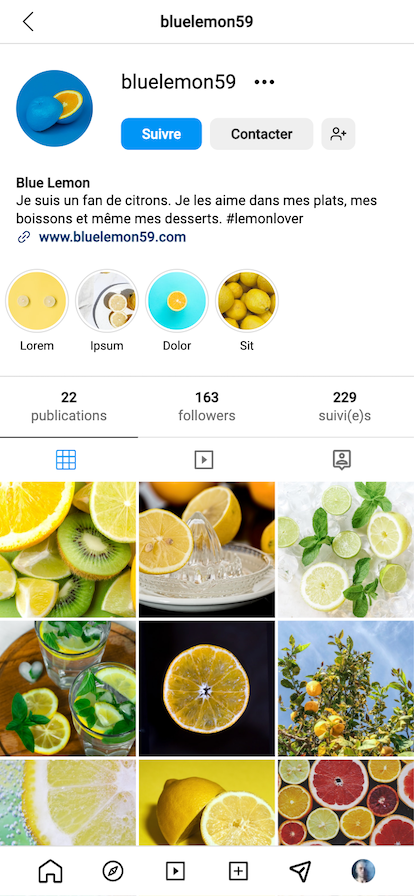 bluelemon59
bluelemon59
Suivre
Contacter
Blue Lemon
Je suis un fan de citrons. Je les aime dans mes plats, mes
boissons et même mes desserts. #lemonlover
www.bluelemon59.com
Lorem
Ipsum
Dolor
Sit
22
publications
163
followers
229
suivi(e)s